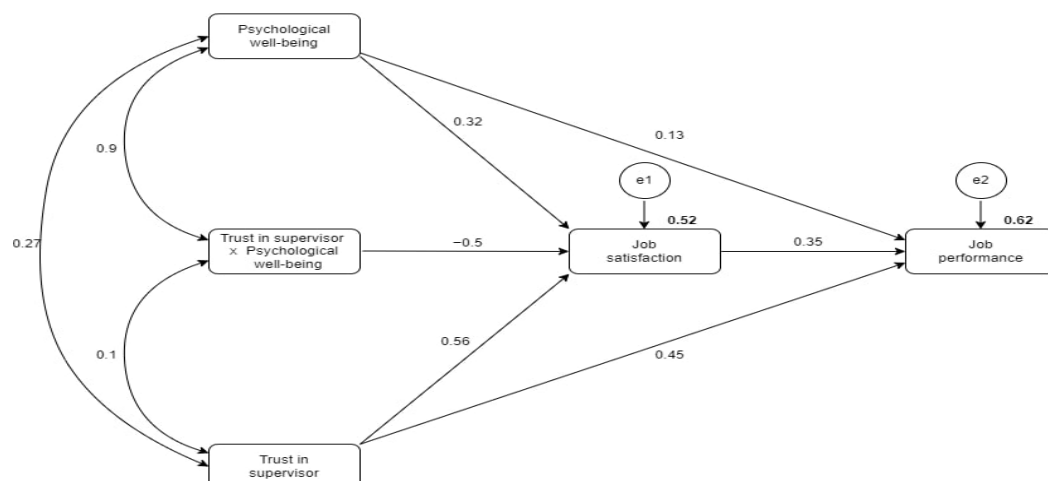 Psychological
well-being
0.32
0.13
0.9
e1
e2
0.52
0.62
0.27
Trust in supervisor
x Psychological
well-being
−0.5
Job
satisfaction
0.35
Job
performance
0.1
0.56
0.45
Trust in
supervisor